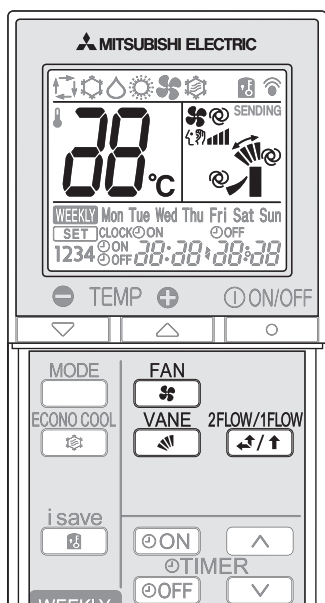 MITSUBISHI ELECTRIC
SENDING
88
°C
WEEKLY Mon Tue Wed Thu Fri Sat Sun
SET CLOCK ON OFF
1234 ON OFF 88:88 88:88
TEMP ON/OFF
MODE FAN
ECONO COOL VANE 2FLOW/1FLOW
/
i save
ON
TIMER
OFF
WEEKLY